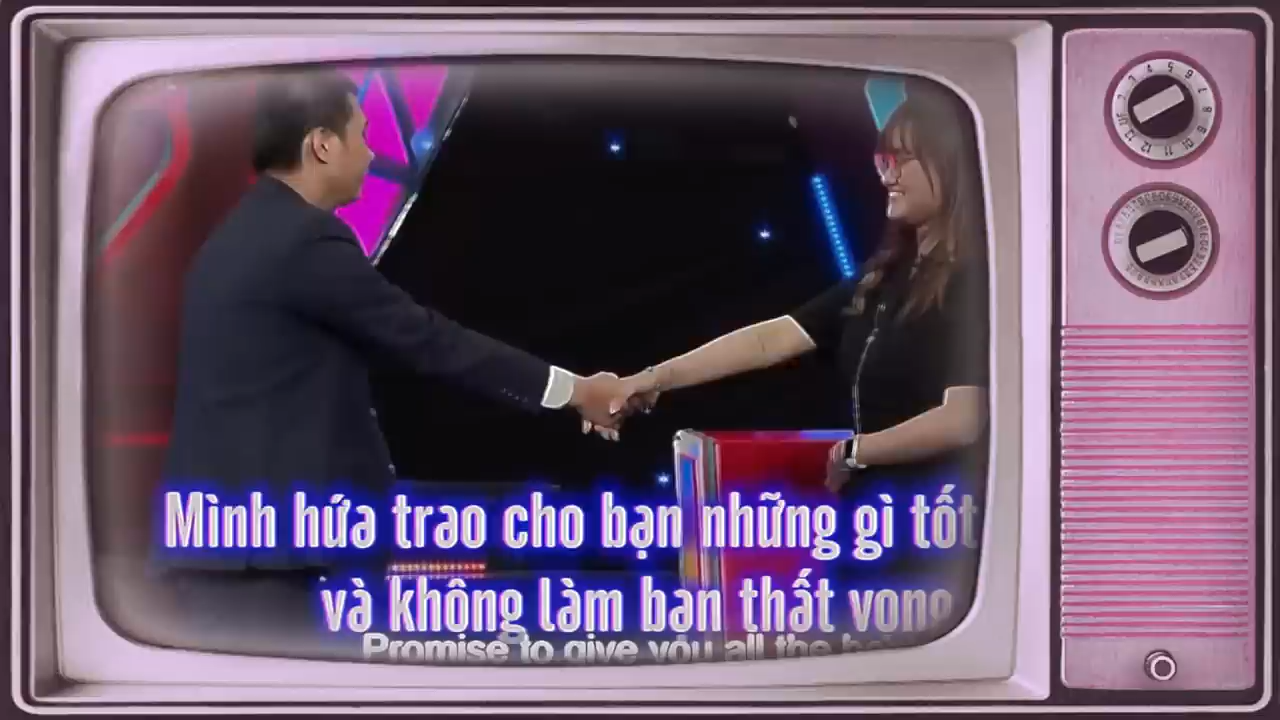 Mình hứa trao cho bạn những gì tốt
và không làm bạn thất vọng
Promise to give you all the